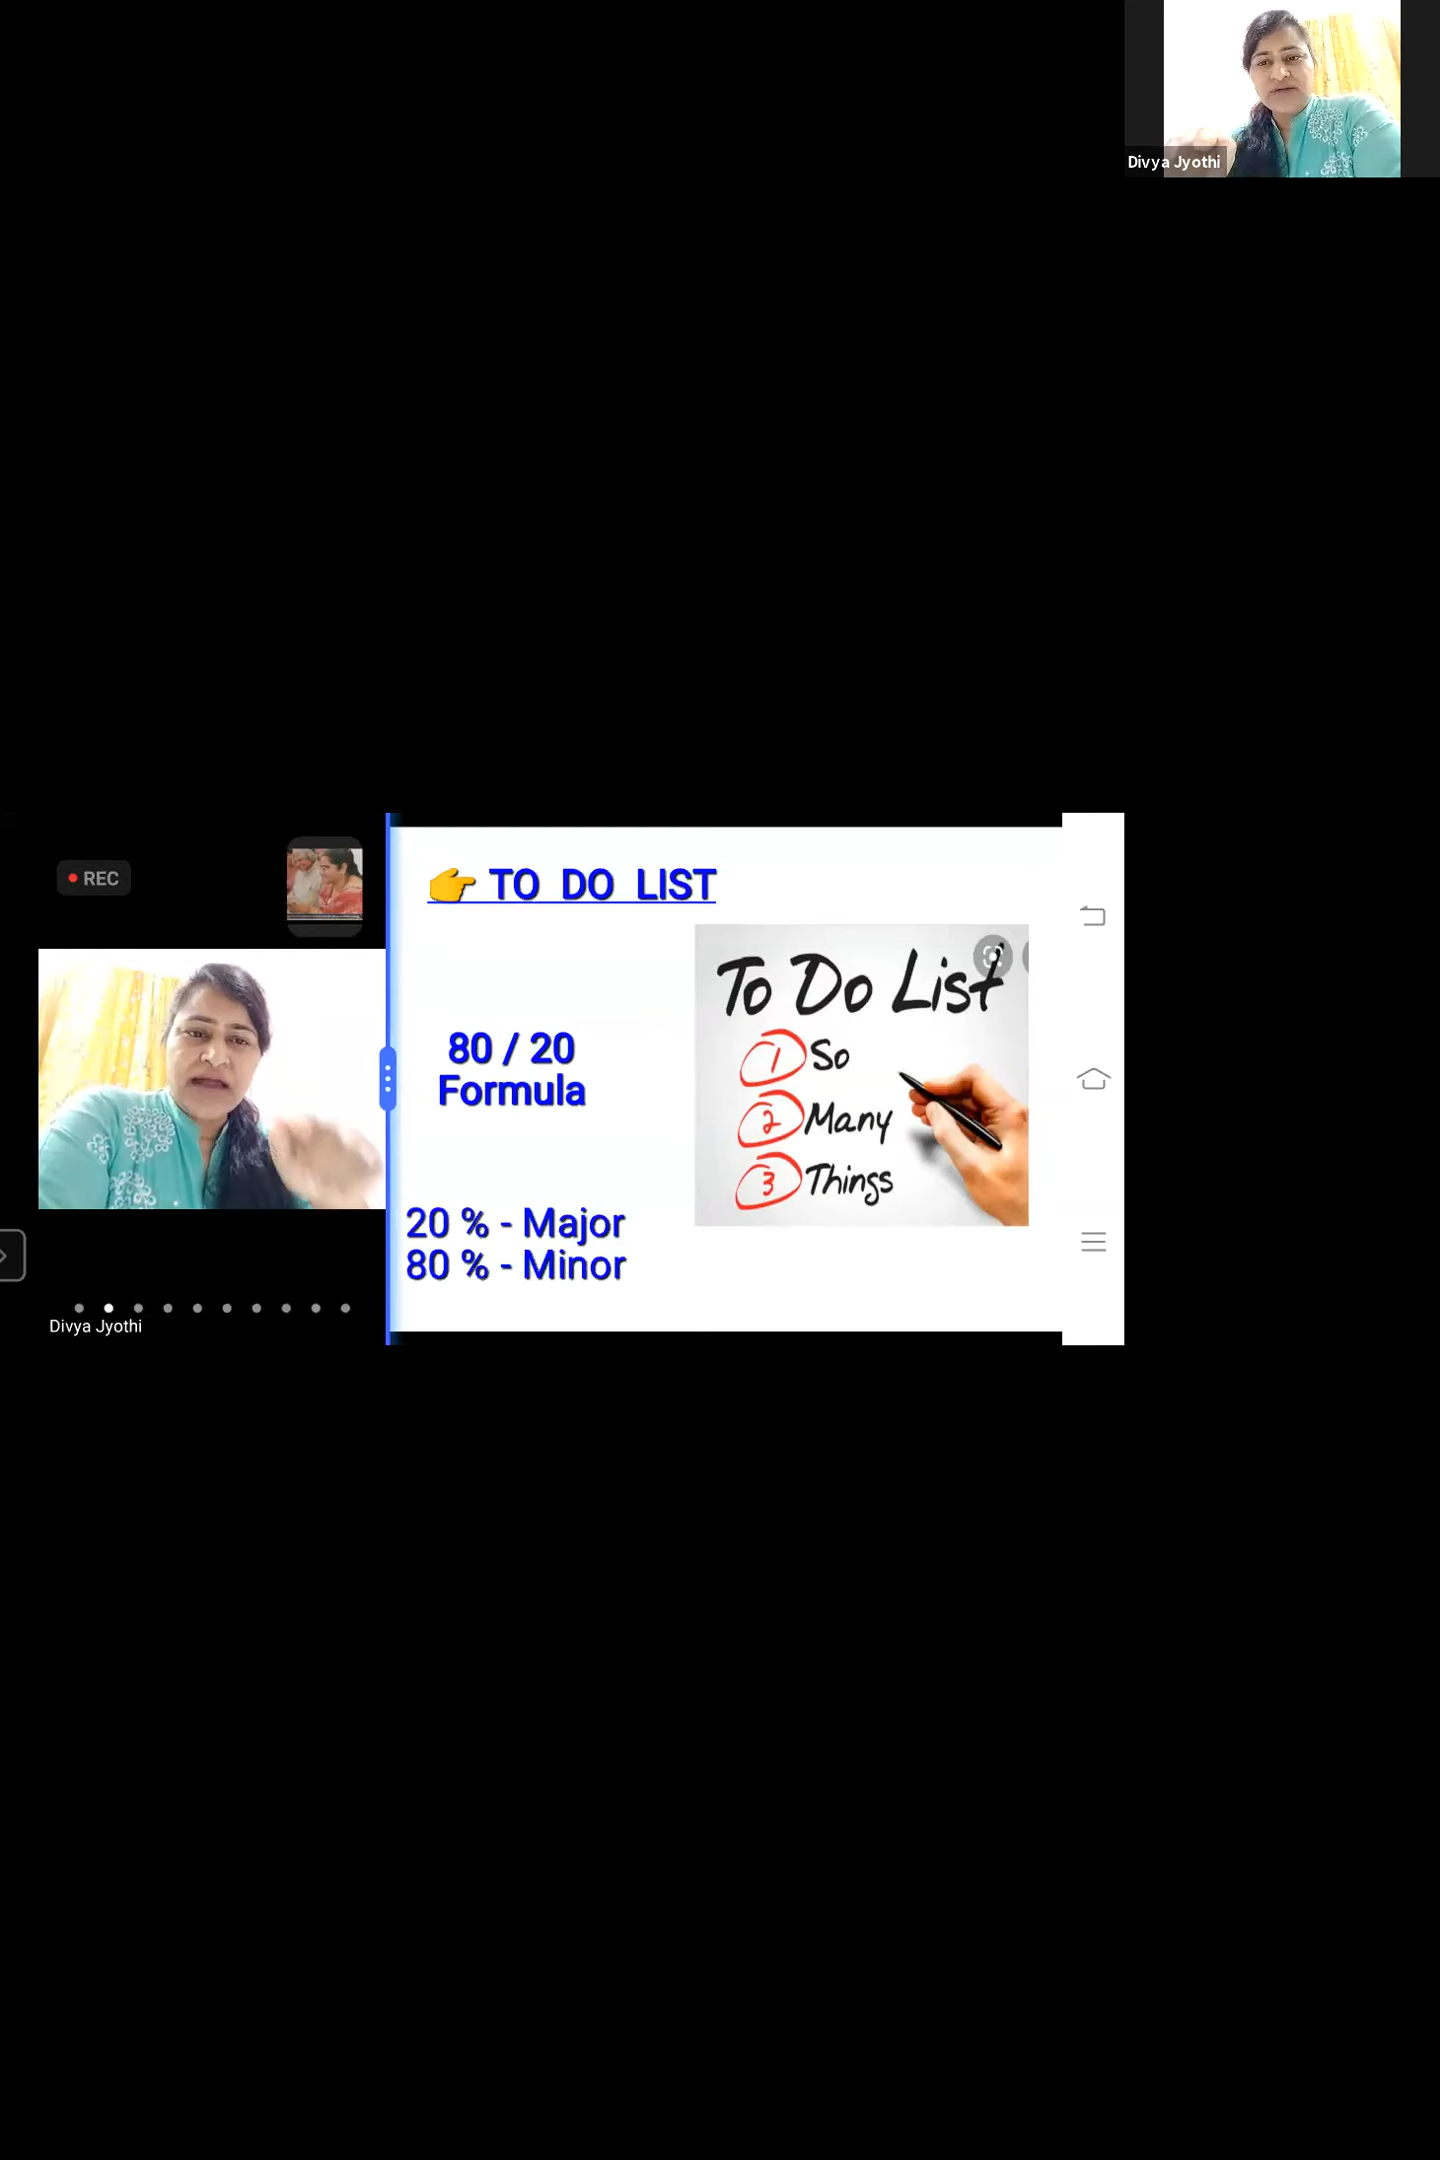 Divya Jyothi
REC
👉 TO DO LIST
80 / 20
Formula
20 % - Major
80 % - Minor
To Do List
1 So
2 Many
3 Things
Divya Jyothi